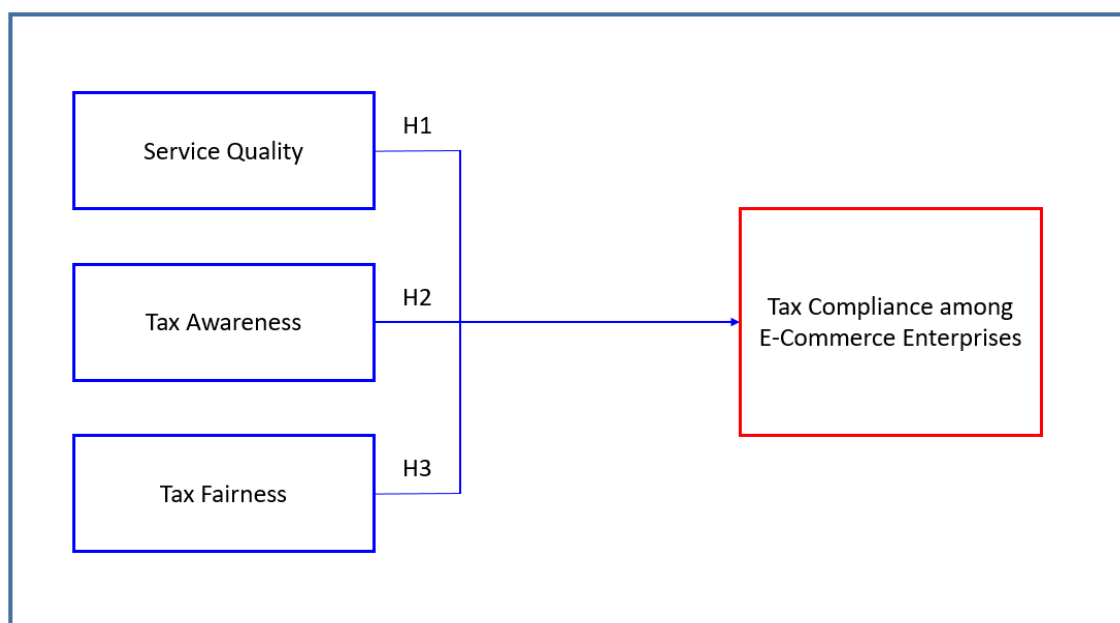 H1
Service Quality
H2
Tax Awareness
Tax Compliance among
E-Commerce Enterprises
H3
Tax Fairness